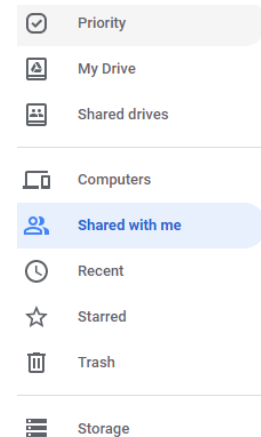 Priority
My Drive
Shared drives
Computers
Shared with me
Recent
Starred
Trash
Storage